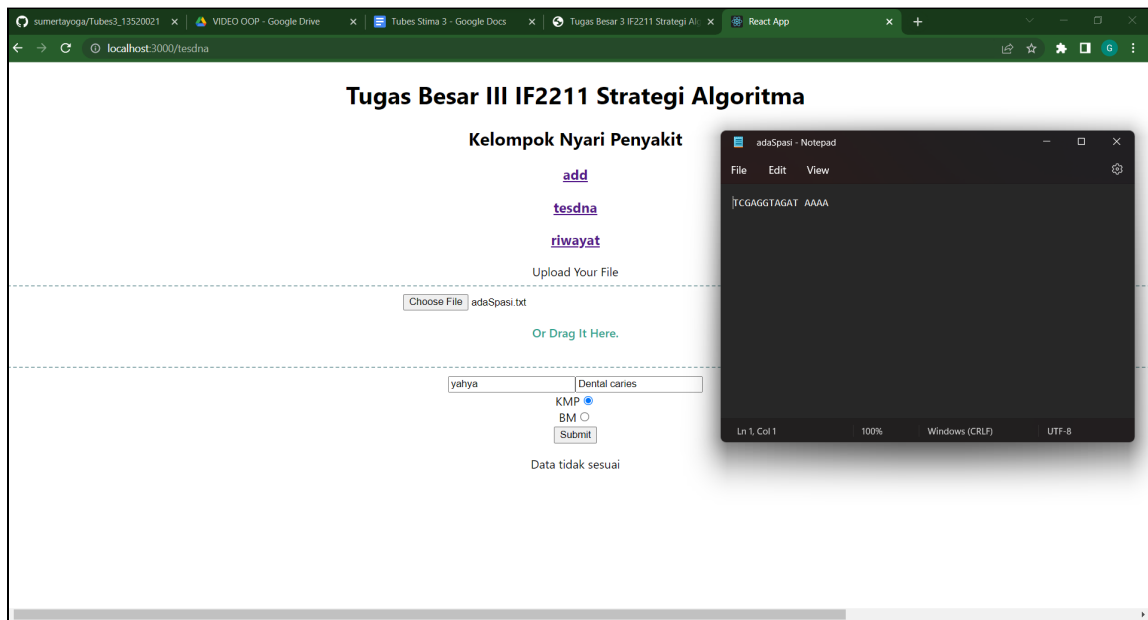 sumertayoga/Tubes3_13520021
VIDEO OOP - Google Drive
Tubes Stima 3 - Google Docs
Tugas Besar 3 IF2211 Strategi Alg
React App
localhost:3000/tesdna
G
Tugas Besar III IF2211 Strategi Algoritma
Kelompok Nyari Penyakit
add
tesdna
riwayat
Upload Your File
Choose File adaSpasi.txt
Or Drag It Here.
yahya Dental caries
KMP
BM
Submit
Data tidak sesuai
adaSpasi - Notepad
File Edit View
TCGAGGTAGAT AAAA
Ln 1, Col 1 100% Windows (CRLF) UTF-8